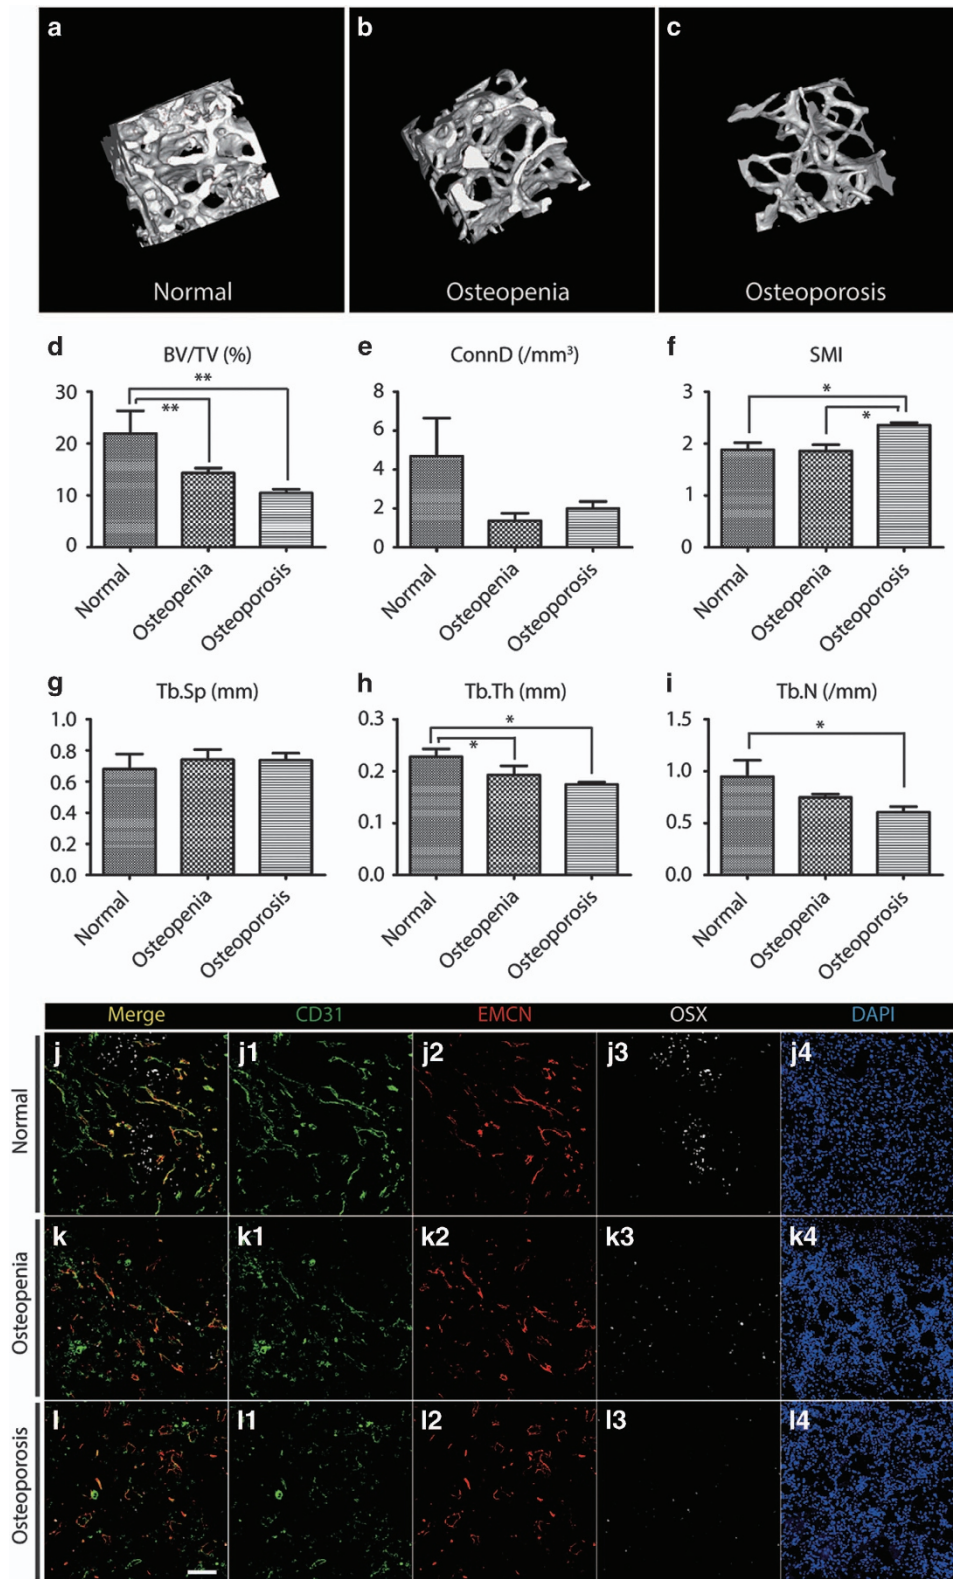 a b c
Normal Osteopenia Osteoporosis
d BV/TV (%)
30
20
10
0
**
**
Normal Osteopenia Osteoporosis
e ConnD (/mm³)
8
6
4
2
0
Normal Osteopenia Osteoporosis
f SMI
3
2
1
0
*
*
Normal Osteopenia Osteoporosis
g Tb.Sp (mm)
1.0
0.8
0.6
0.4
0.2
0.0
Normal Osteopenia Osteoporosis
h Tb.Th (mm)
0.3
0.2
0.1
0.0
*
*
Normal Osteopenia Osteoporosis
i Tb.N (/mm)
1.5
1.0
0.5
0.0
*
Normal Osteopenia Osteoporosis
Merge CD31 EMCN OSX DAPI
Normal
j j1 j2 j3 j4
Osteopenia
k k1 k2 k3 k4
Osteoporosis
l l1 l2 l3 l4